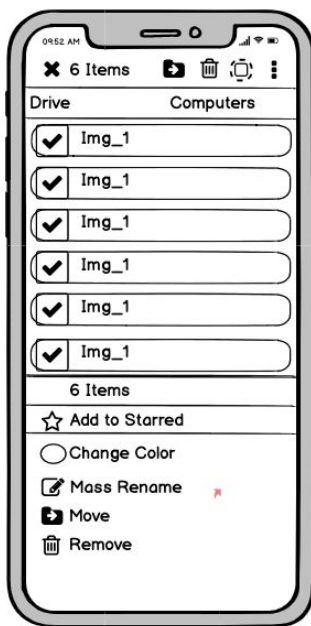 09:52 AM
6 Items
Drive Computers
Img_1
Img_1
Img_1
Img_1
Img_1
Img_1
6 Items
Add to Starred
Change Color
Mass Rename
Move
Remove